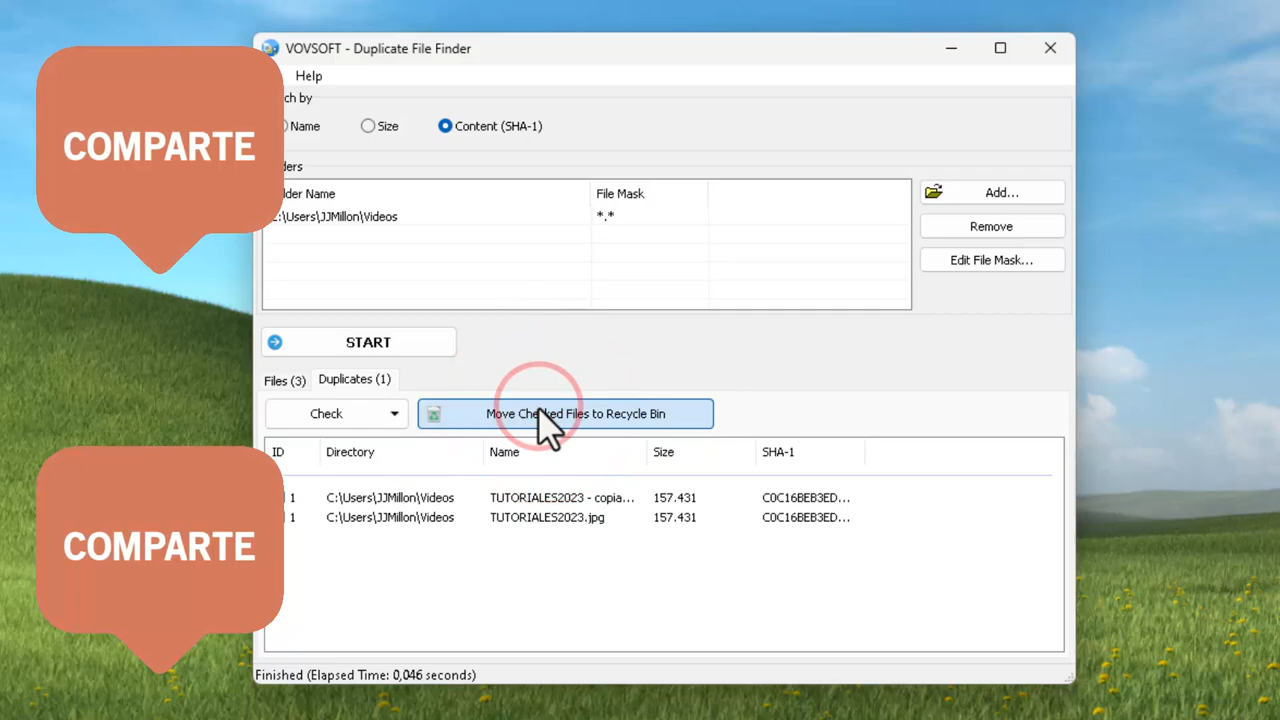 VOVSOFT - Duplicate File Finder
Help
COMPARTE
ch by
Name
Size
Content (SHA-1)
ders
der Name
File Mask
:\Users\JJMillon\Videos
*.*
Add...
Remove
Edit File Mask...
START
Files (3)
Duplicates (1)
Check
Move Checked Files to Recycle Bin
ID
Directory
Name
Size
SHA-1
1
C:\Users\JJMillon\Videos
TUTORIALES2023 - copia...
157.431
C0C16BEB3ED...
1
C:\Users\JJMillon\Videos
TUTORIALES2023.jpg
157.431
C0C16BEB3ED...
COMPARTE
Finished (Elapsed Time: 0,046 seconds)